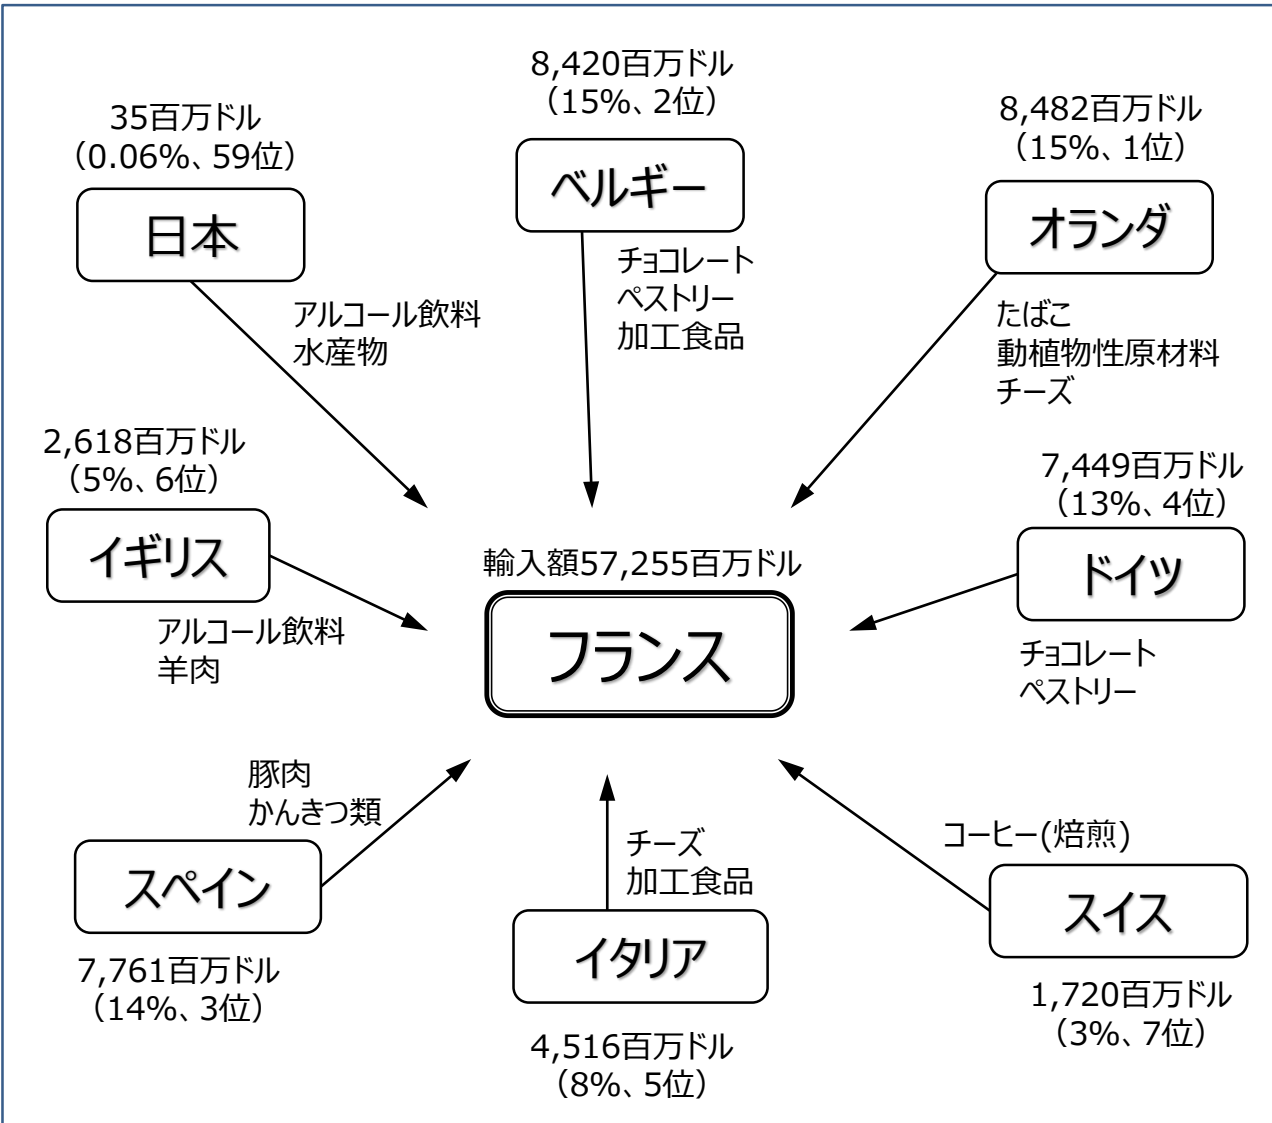 8,420百万ドル
（15%、2位）
ベルギー
チョコレート
ペストリー
加工食品
35百万ドル
（0.06%、59位）
日本
アルコール飲料
水産物
8,482百万ドル
（15%、1位）
オランダ
たばこ
動植物性原材料
チーズ
2,618百万ドル
（5%、6位）
イギリス
アルコール飲料
羊肉
輸入額57,255百万ドル
フランス
7,449百万ドル
（13%、4位）
ドイツ
チョコレート
ペストリー
豚肉
かんきつ類
スペイン
7,761百万ドル
（14%、3位）
チーズ
加工食品
イタリア
4,516百万ドル
（8%、5位）
コーヒー(焙煎)
スイス
1,720百万ドル
（3%、7位）